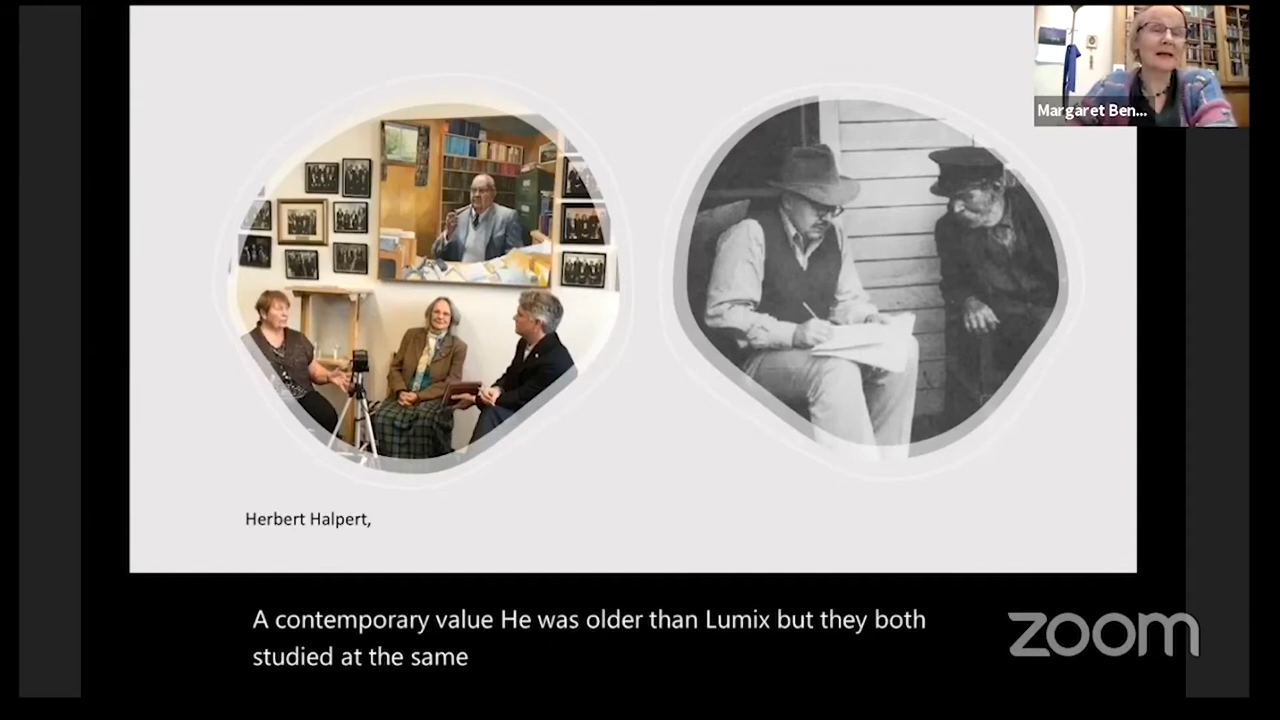 Margaret Ben...
Herbert Halpert,
A contemporary value He was older than Lumix but they both
studied at the same
zoom